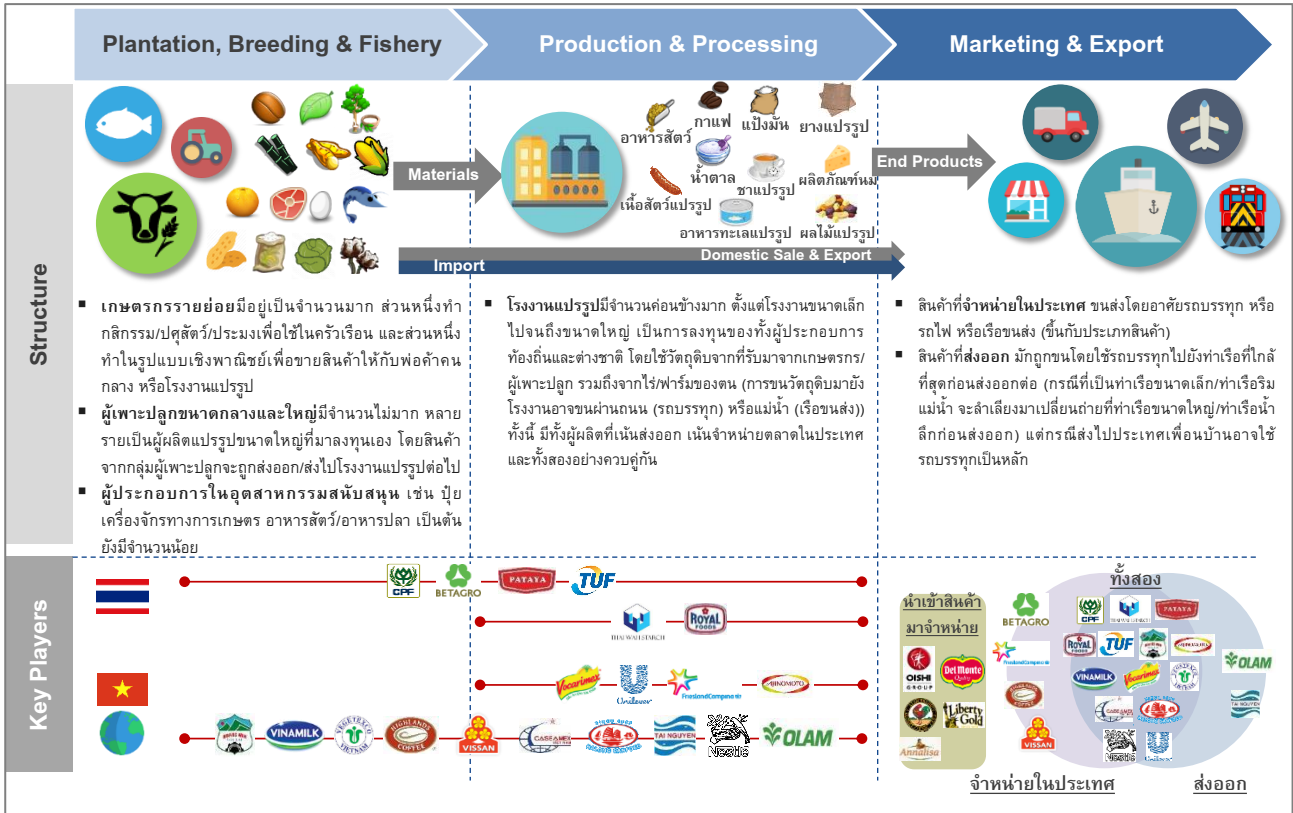 Plantation, Breeding & Fishery
Production & Processing
Marketing & Export
Structure
Materials
อาหารสัตว์
กาแฟ
แป้งมัน
ยางแปรรูป
น้ำตาล
ชาแปรรูป
ผลิตภัณฑ์นม
เนื้อสัตว์แปรรูป
อาหารทะเลแปรรูป
ผลไม้แปรรูป
End Products
Domestic Sale & Export
Import
▪ เกษตรกรรายย่อยมีอยู่เป็นจำนวนมาก ส่วนหนึ่งทำ
กสิกรรม/ปศุสัตว์/ประมงเพื่อใช้ในครัวเรือน และส่วนหนึ่ง
ทำในรูปแบบเชิงพาณิชย์เพื่อขายสินค้าให้กับพ่อค้าคน
กลาง หรือโรงงานแปรรูป
▪ ผู้เพาะปลูกขนาดกลางและใหญ่มีจำนวนไม่มาก หลาย
รายเป็นผู้ผลิตแปรรูปขนาดใหญ่ที่มาลงทุนเอง โดยสินค้า
จากกลุ่มผู้เพาะปลูกจะถูกส่งออก/ส่งไปโรงงานแปรรูปต่อไป
▪ ผู้ประกอบการในอุตสาหกรรมสนับสนุน เช่น ปุ๋ย
เครื่องจักรทางการเกษตร อาหารสัตว์/อาหารปลา เป็นต้น
ยังมีจำนวนน้อย
▪ โรงงานแปรรูปมีจำนวนค่อนข้างมาก ตั้งแต่โรงงานขนาดเล็ก
ไปจนถึงขนาดใหญ่ เป็นการลงทุนของทั้งผู้ประกอบการ
ท้องถิ่นและต่างชาติ โดยใช้วัตถุดิบจากที่รับมาจากเกษตรกร/
ผู้เพาะปลูก รวมถึงจากไร่/ฟาร์มของตน (การขนวัตถุดิบมายัง
โรงงานอาจขนผ่านถนน (รถบรรทุก) หรือแม่น้ำ (เรือขนส่ง))
ทั้งนี้ มีทั้งผู้ผลิตที่เน้นส่งออก เน้นจำหน่ายตลาดในประเทศ
และทั้งสองอย่างควบคู่กัน
▪ สินค้าที่จำหน่ายในประเทศ ขนส่งโดยอาศัยรถบรรทุก หรือ
รถไฟ หรือเรือขนส่ง (ขึ้นกับประเภทสินค้า)
▪ สินค้าที่ส่งออก มักถูกขนโดยใช้รถบรรทุกไปยังท่าเรือที่ใกล้
ที่สุดก่อนส่งออกต่อ (กรณีที่เป็นท่าเรือขนาดเล็ก/ท่าเรือริม
แม่น้ำ จะลำเลียงมาเปลี่ยนถ่ายที่ท่าเรือขนาดใหญ่/ท่าเรือน้ำ
ลึกก่อนส่งออก) แต่กรณีส่งไปประเทศเพื่อนบ้านอาจใช้
รถบรรทุกเป็นหลัก
Key Players
CPF
BETAGRO
PATAYA
TUF
THAI WAH STARCH
ROYAL FOODS
Vocarimex
Unilever
FrieslandCampina
AJINOMOTO
VINAMILK
VEGETEXCO VIETNAM
HIGHLANDS COFFEE
VISSAN
CASEAMEX
TAI NGUYEN
Nestlé
OLAM
นำเข้าสินค้า
มาจำหน่าย
OISHI GROUP
Del Monte Quality
Liberty Gold
Annalisa
ทั้งสอง
BETAGRO
CPF
THAI WAH STARCH
PATAYA
FrieslandCampina
ROYAL FOODS
TUF
AJINOMOTO
HIGHLANDS COFFEE
VINAMILK
Vocarimex
VEGETEXCO VIETNAM
OLAM
CASEAMEX
TAI NGUYEN
VISSAN
Nestlé
Unilever
จำหน่ายในประเทศ
ส่งออก